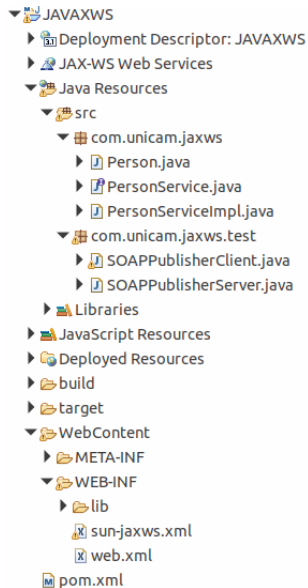 JAVAXWS
Deployment Descriptor: JAVAXWS
JAX-WS Web Services
Java Resources
src
com.unicam.jaxws
Person.java
PersonService.java
PersonServiceImpl.java
com.unicam.jaxws.test
SOAPPublisherClient.java
SOAPPublisherServer.java
Libraries
JavaScript Resources
Deployed Resources
build
target
WebContent
META-INF
WEB-INF
lib
sun-jaxws.xml
web.xml
pom.xml